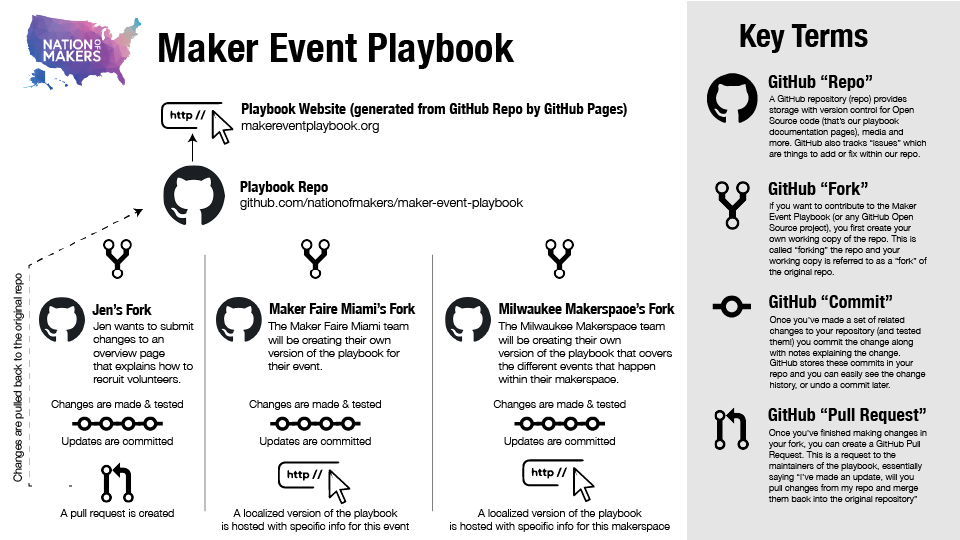 NATION OF
MAKERS
Maker Event Playbook
http //
Playbook Website (generated from GitHub Repo by GitHub Pages)
makereventplaybook.org
Playbook Repo
github.com/nationofmakers/maker-event-playbook
Changes are pulled back to the original repo
Jen's Fork
Jen wants to submit
changes to an
overview page
that explains how to
recruit volunteers.
Changes are made & tested
Updates are committed
A pull request is created
Maker Faire Miami's Fork
The Maker Faire Miami team
will be creating their own
version of the playbook for
their event.
Changes are made & tested
Updates are committed
http //
A localized version of the playbook
is hosted with specific info for this event
Milwaukee Makerspace's Fork
The Milwaukee Makerspace team
will be creating their own
version of the playbook that covers
the different events that happen
within their makerspace.
Changes are made & tested
Updates are committed
http //
A localized version of the playbook
is hosted with specific info for this makerspace
Key Terms
GitHub “Repo”
A GitHub repository (repo) provides
storage with version control for Open
Source code (that's our playbook
documentation pages), media and
more. GitHub also tracks “issues” which
are things to add or fix within our repo.
GitHub “Fork”
If you want to contribute to the Maker
Event Playbook (or any GitHub Open
Source project), you first create your
own working copy of the repo. This is
called “forking” the repo and your
working copy is referred to as a “fork” of
the original repo.
GitHub “Commit”
Once you've made a set of related
changes to your repository (and tested
them!) you commit the change along
with notes explaining the change.
GitHub stores these commits in your
repo and you can easily see the change
history, or undo a commit later.
GitHub “Pull Request”
Once you've finished making changes in
your fork, you can create a GitHub Pull
Request. This is a request to the
maintainers of the playbook, essentially
saying “I've made an update, will you
pull changes from my repo and merge
them back into the original repository”